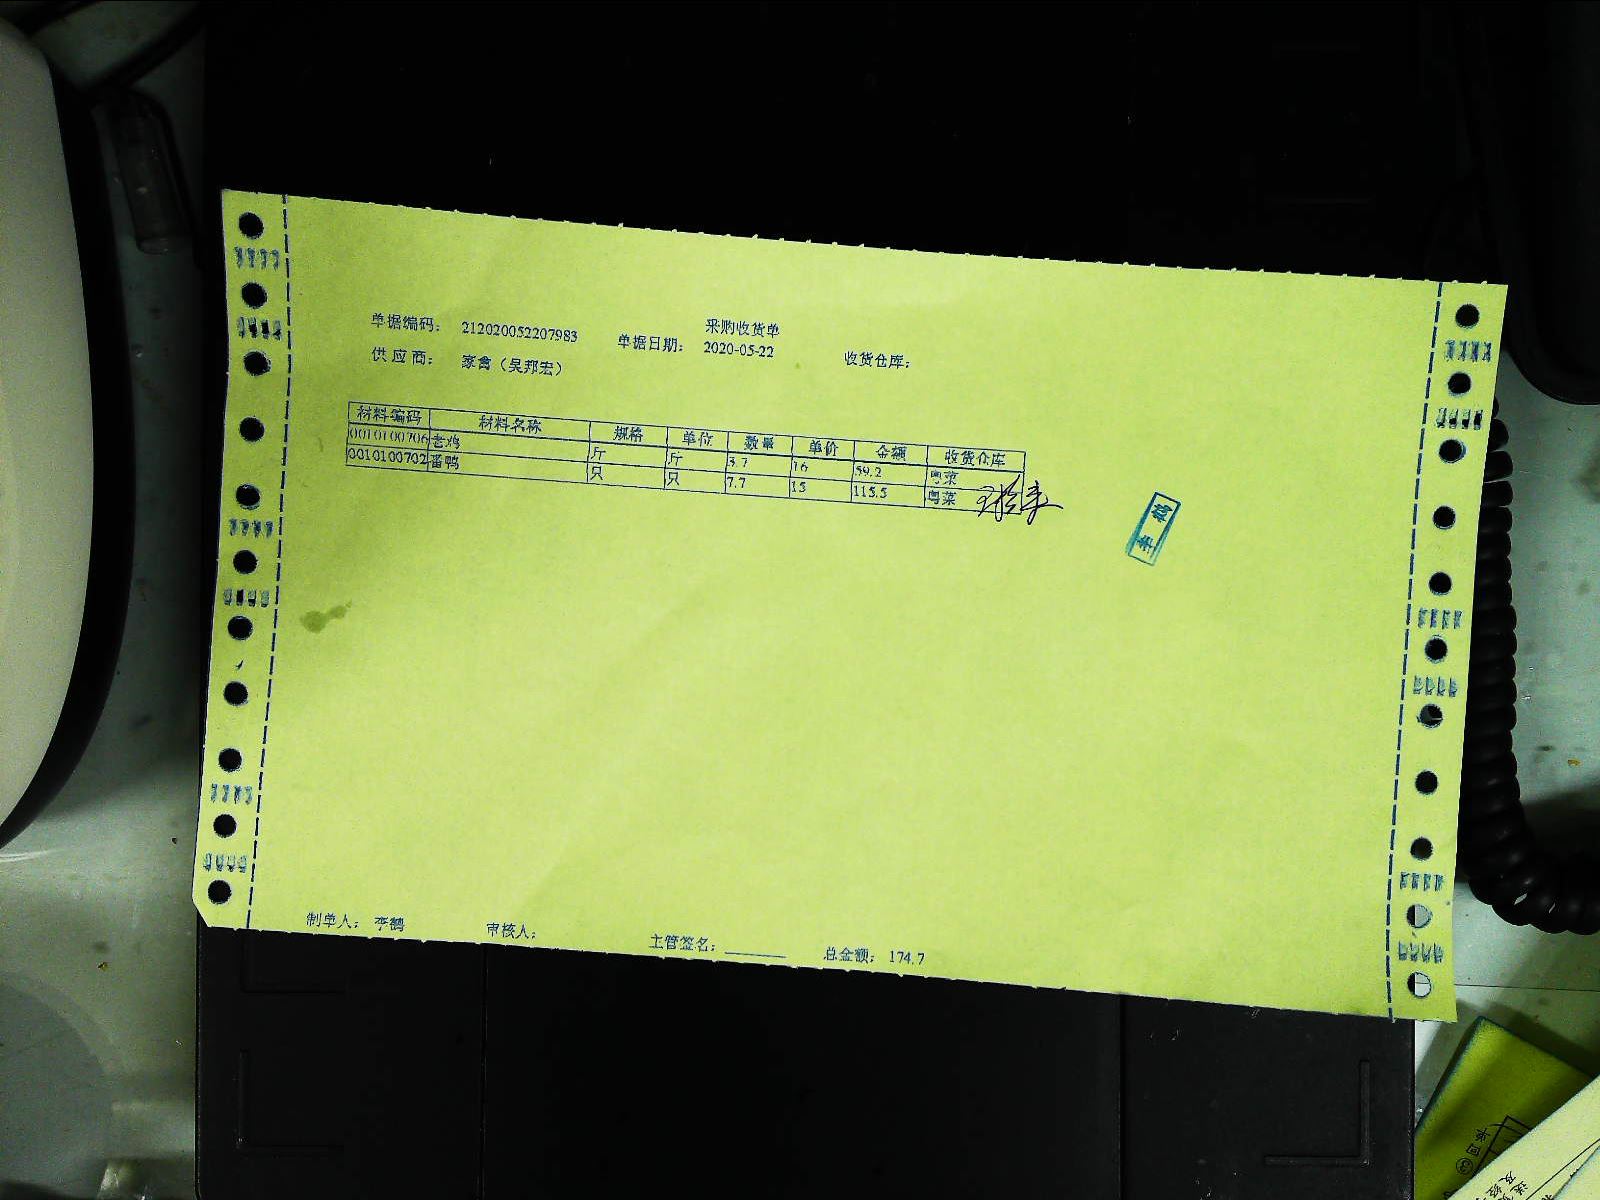 采购收货单
单据编码： 212020052207983 单据日期： 2020-05-22 收货仓库：
供应商： 家禽（吴邦宏）
材料编码 材料名称 规格 单位 数量 单价 金额 收货仓库
0010100706 老鸡 斤 斤 3.7 16 59.2 粤菜
0010100702 番鸭 只 只 7.7 15 115.5 粤菜
李鹤
制单人： 李鹤 审核人： 主管签名： 总金额： 174.7